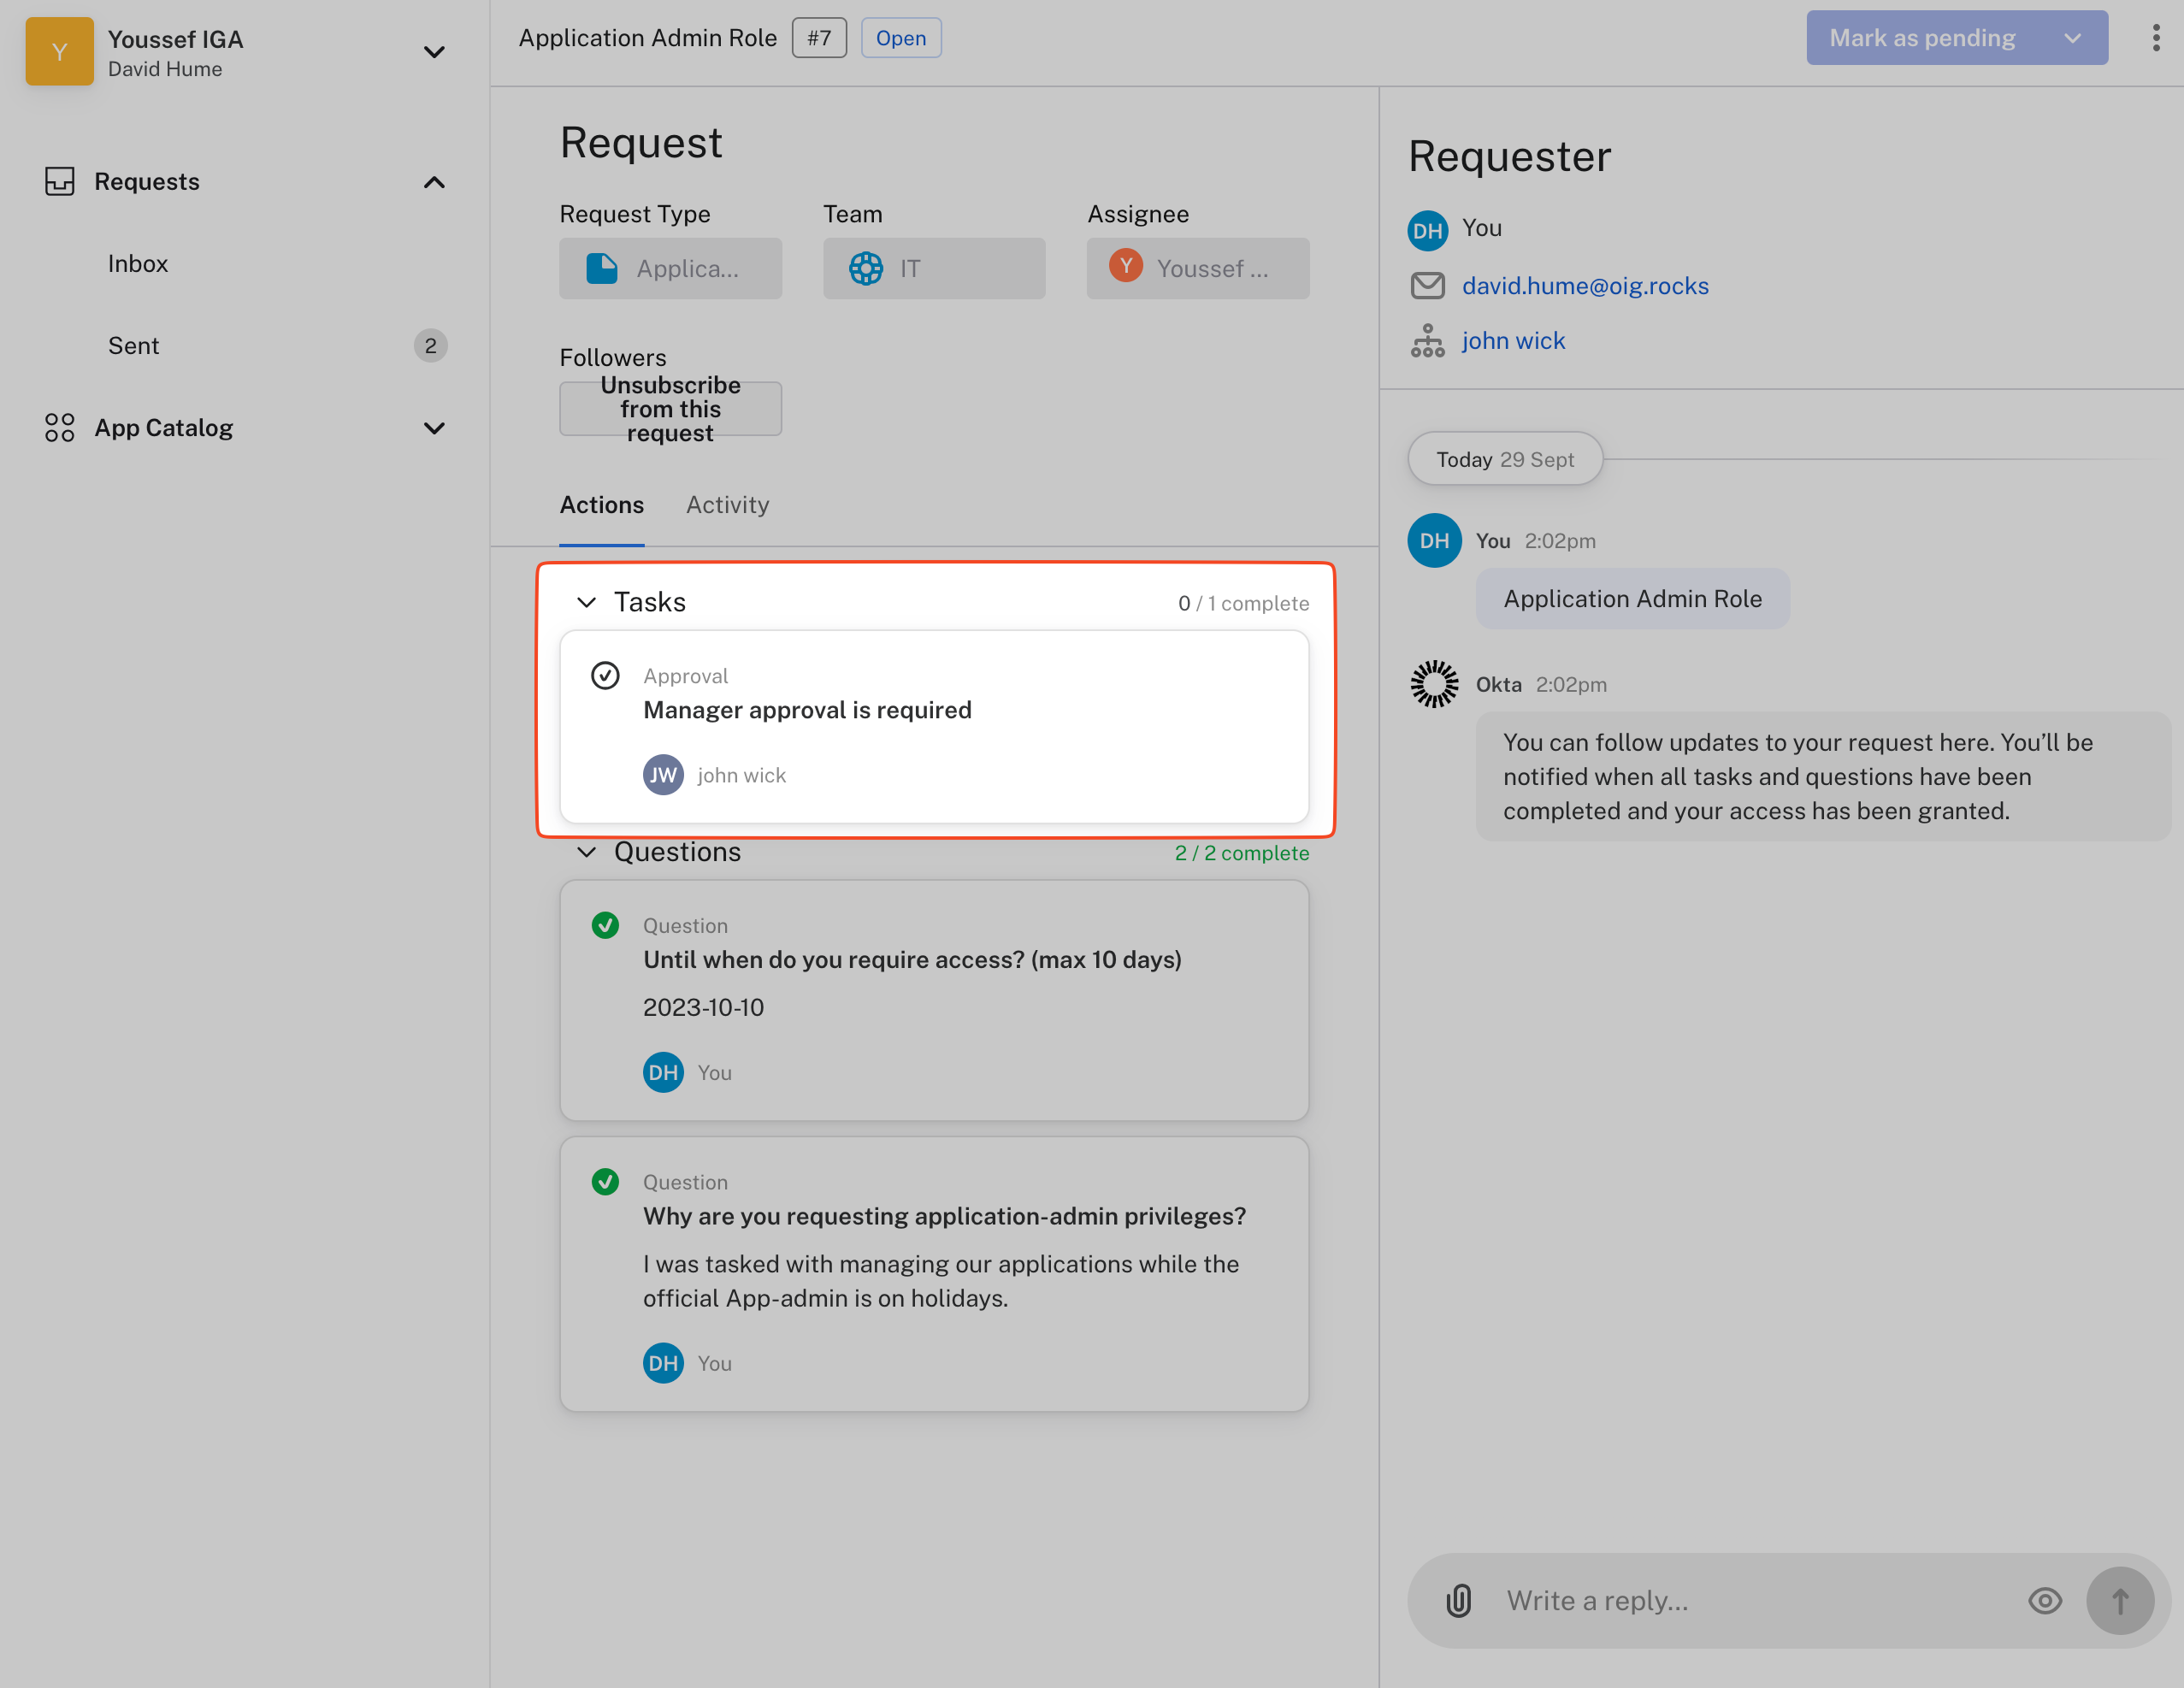 Y
Youssef IGA
David Hume
Requests
Inbox
Sent
2
App Catalog
Application Admin Role
#7
Open
Mark as pending
Request
Request Type
Team
Assignee
Applica...
IT
Y
Youssef ...
Followers
Unsubscribe
from this
request
Actions
Activity
Tasks
0 / 1 complete
Approval
Manager approval is required
JW
john wick
Questions
2 / 2 complete
Question
Until when do you require access? (max 10 days)
2023-10-10
DH
You
Question
Why are you requesting application-admin privileges?
I was tasked with managing our applications while the
official App-admin is on holidays.
DH
You
Requester
DH
You
david.hume@oig.rocks
john wick
Today 29 Sept
DH
You 2:02pm
Application Admin Role
Okta 2:02pm
You can follow updates to your request here. You’ll be
notified when all tasks and questions have been
completed and your access has been granted.
Write a reply...